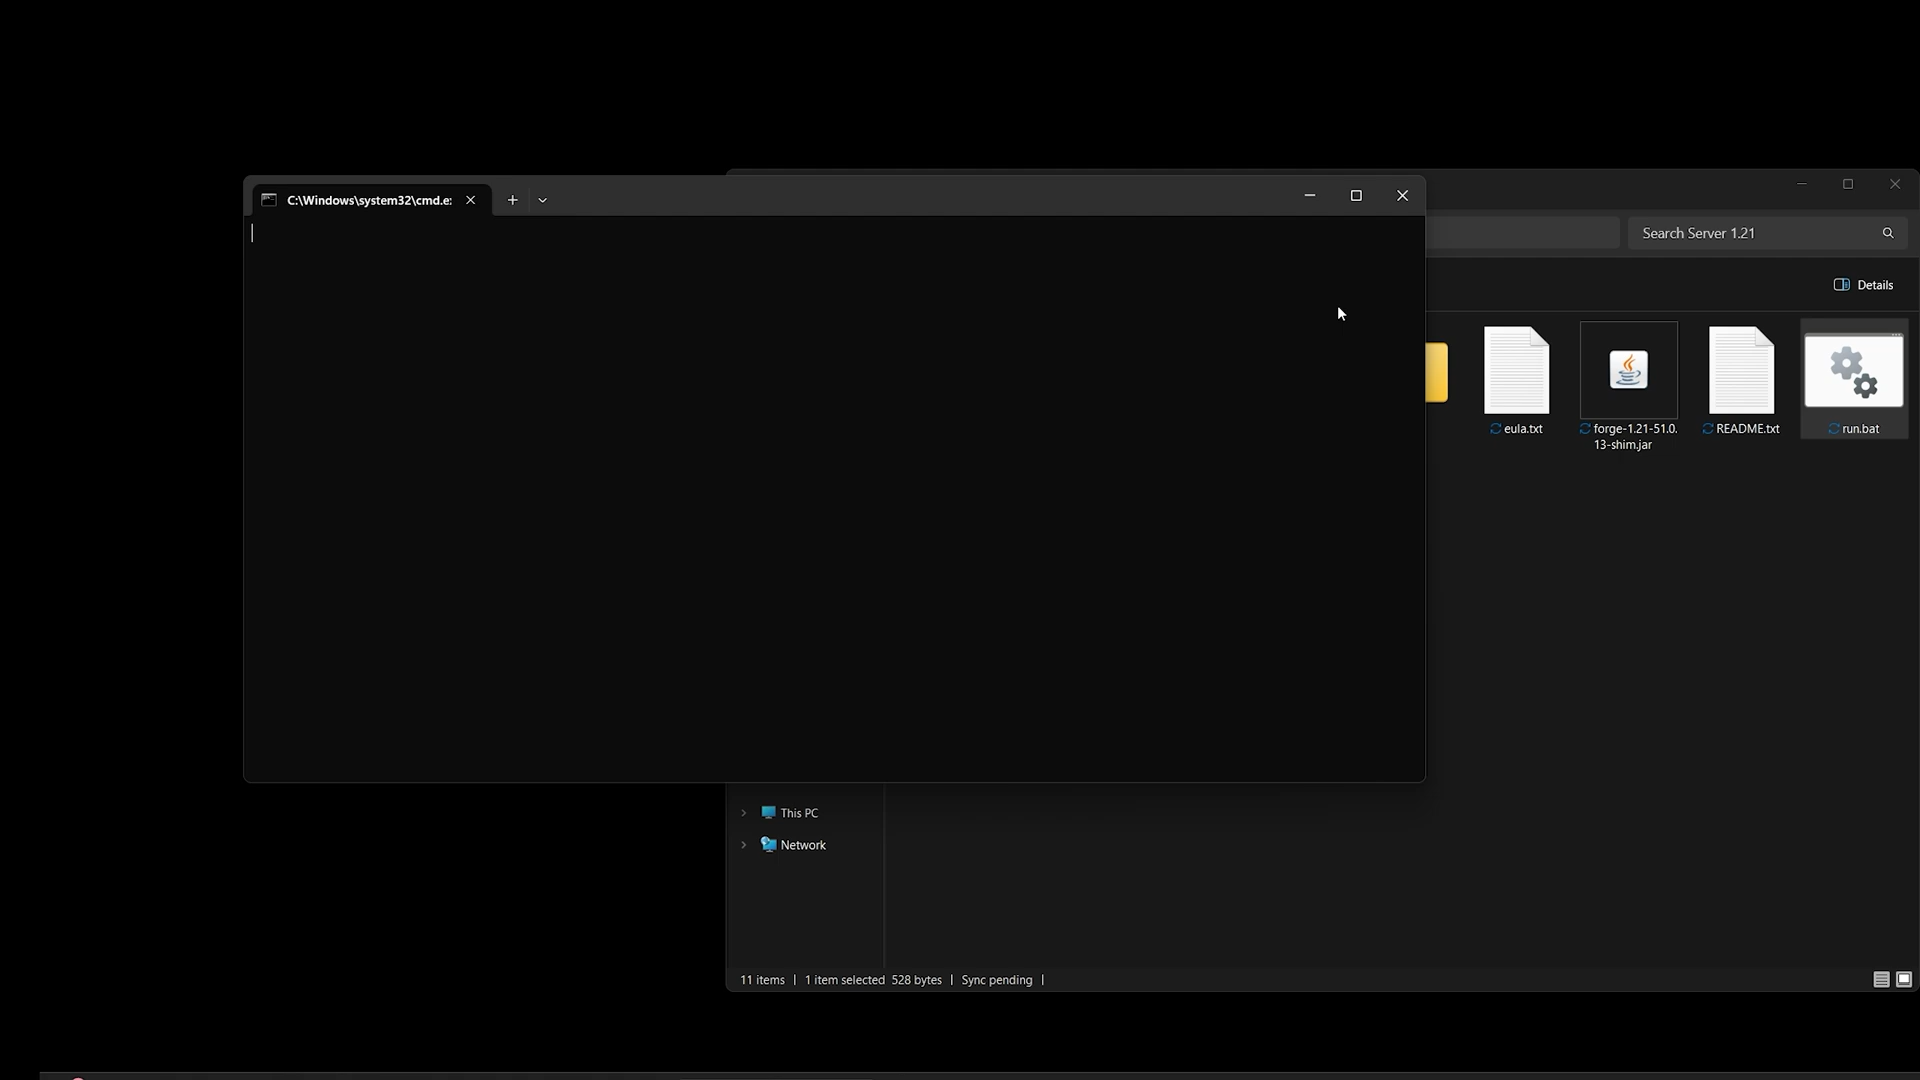 C:\Windows\system32\cmd.e:
Search Server 1.21
Details
eula.txt
forge-1.21-51.0.
13-shim.jar
README.txt
run.bat
This PC
Network
11 items | 1 item selected 528 bytes | Sync pending |